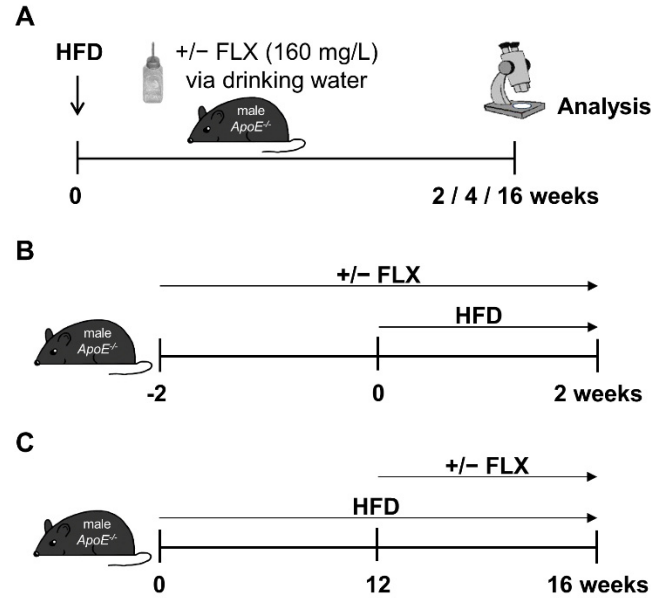 A
HFD
+/− FLX (160 mg/L)
via drinking water
male
ApoE-/-
Analysis
0
2 / 4 / 16 weeks
B
+/− FLX
HFD
male
ApoE-/-
-2
0
2 weeks
C
+/− FLX
HFD
male
ApoE-/-
0
12
16 weeks